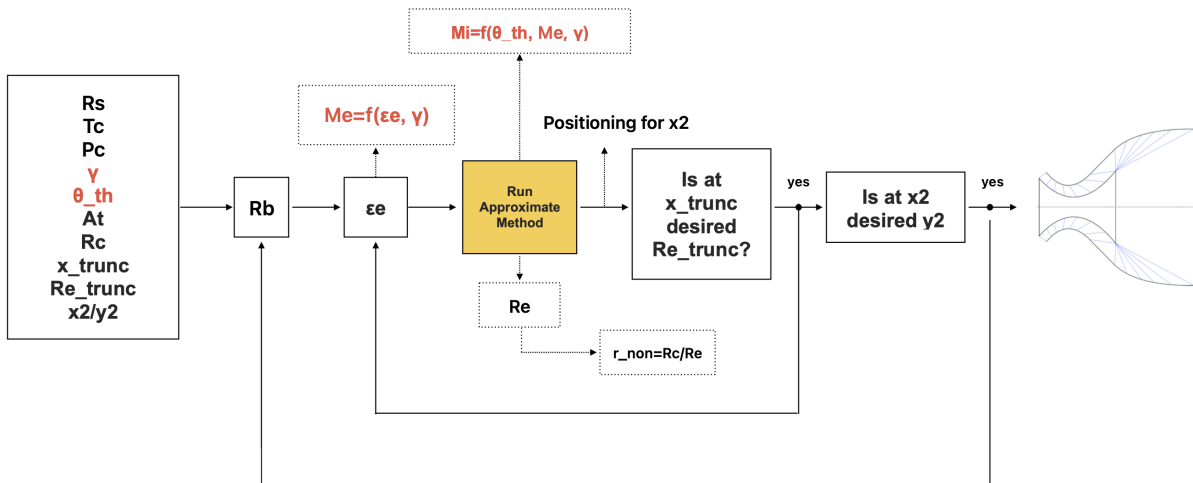 Mi=f(θ_th, Me, γ)
Me=f(εe, γ)
Rs
Tc
Pc
γ
θ_th
At
Rc
x_trunc
Re_trunc
x2/y2
Rb
εe
Run
Approximate
Method
Positioning for x2
Is at
x_trunc
desired
Re_trunc?
yes
Is at x2
desired y2
yes
Re
r_non=Rc/Re